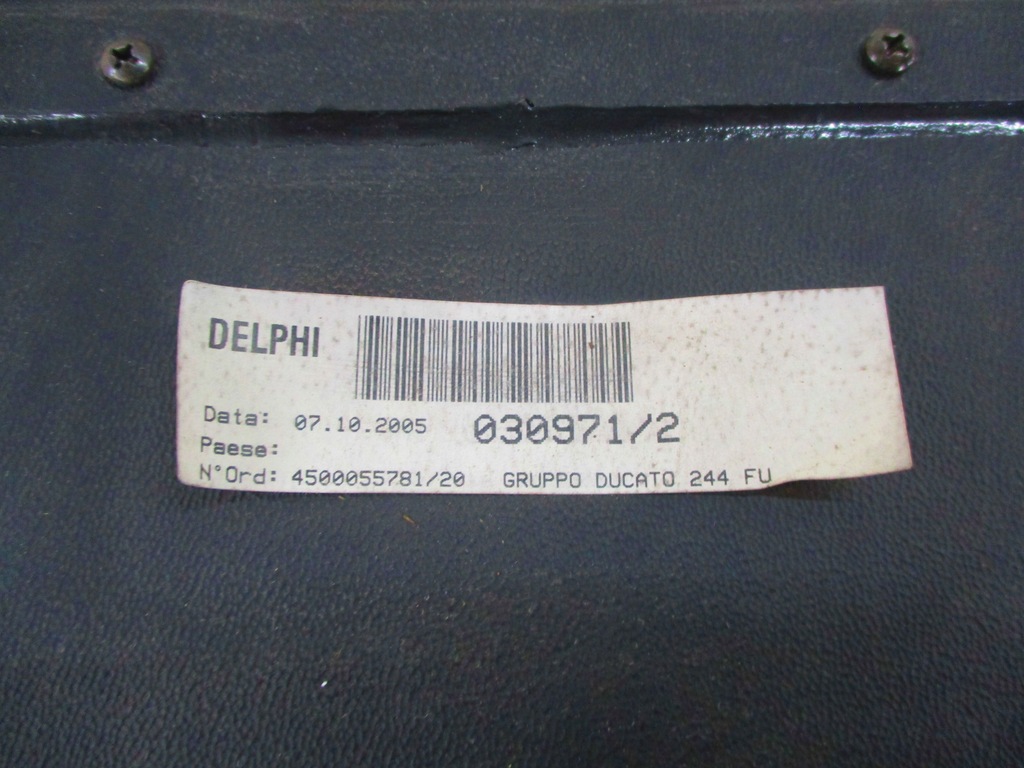 DELPHI
Data: 07.10.2005 030971/2
Paese:
N°Ord: 4500055781/20 GRUPPO DUCATO 244 FU